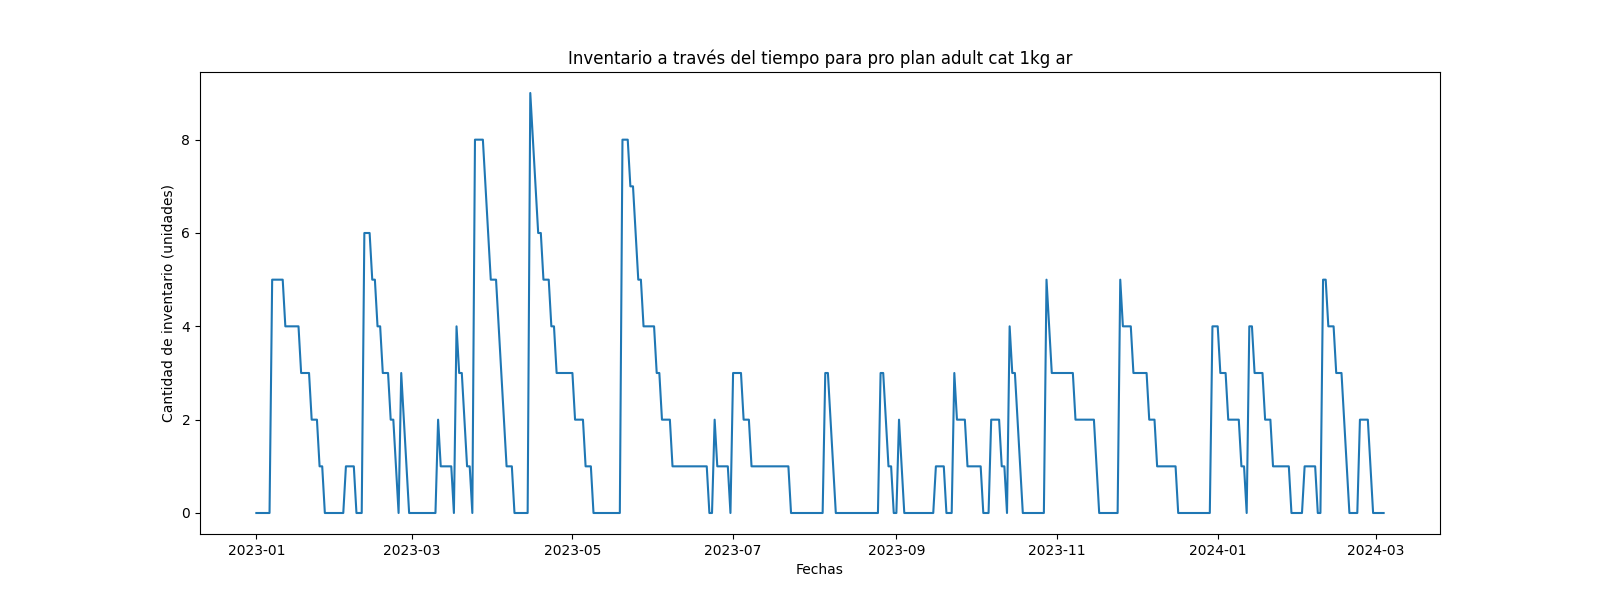 Inventario a través del tiempo para pro plan adult cat 1kg ar
Cantidad de inventario (unidades)
8
6
4
2
0
2023-01 2023-03 2023-05 2023-07 2023-09 2023-11 2024-01 2024-03
Fechas